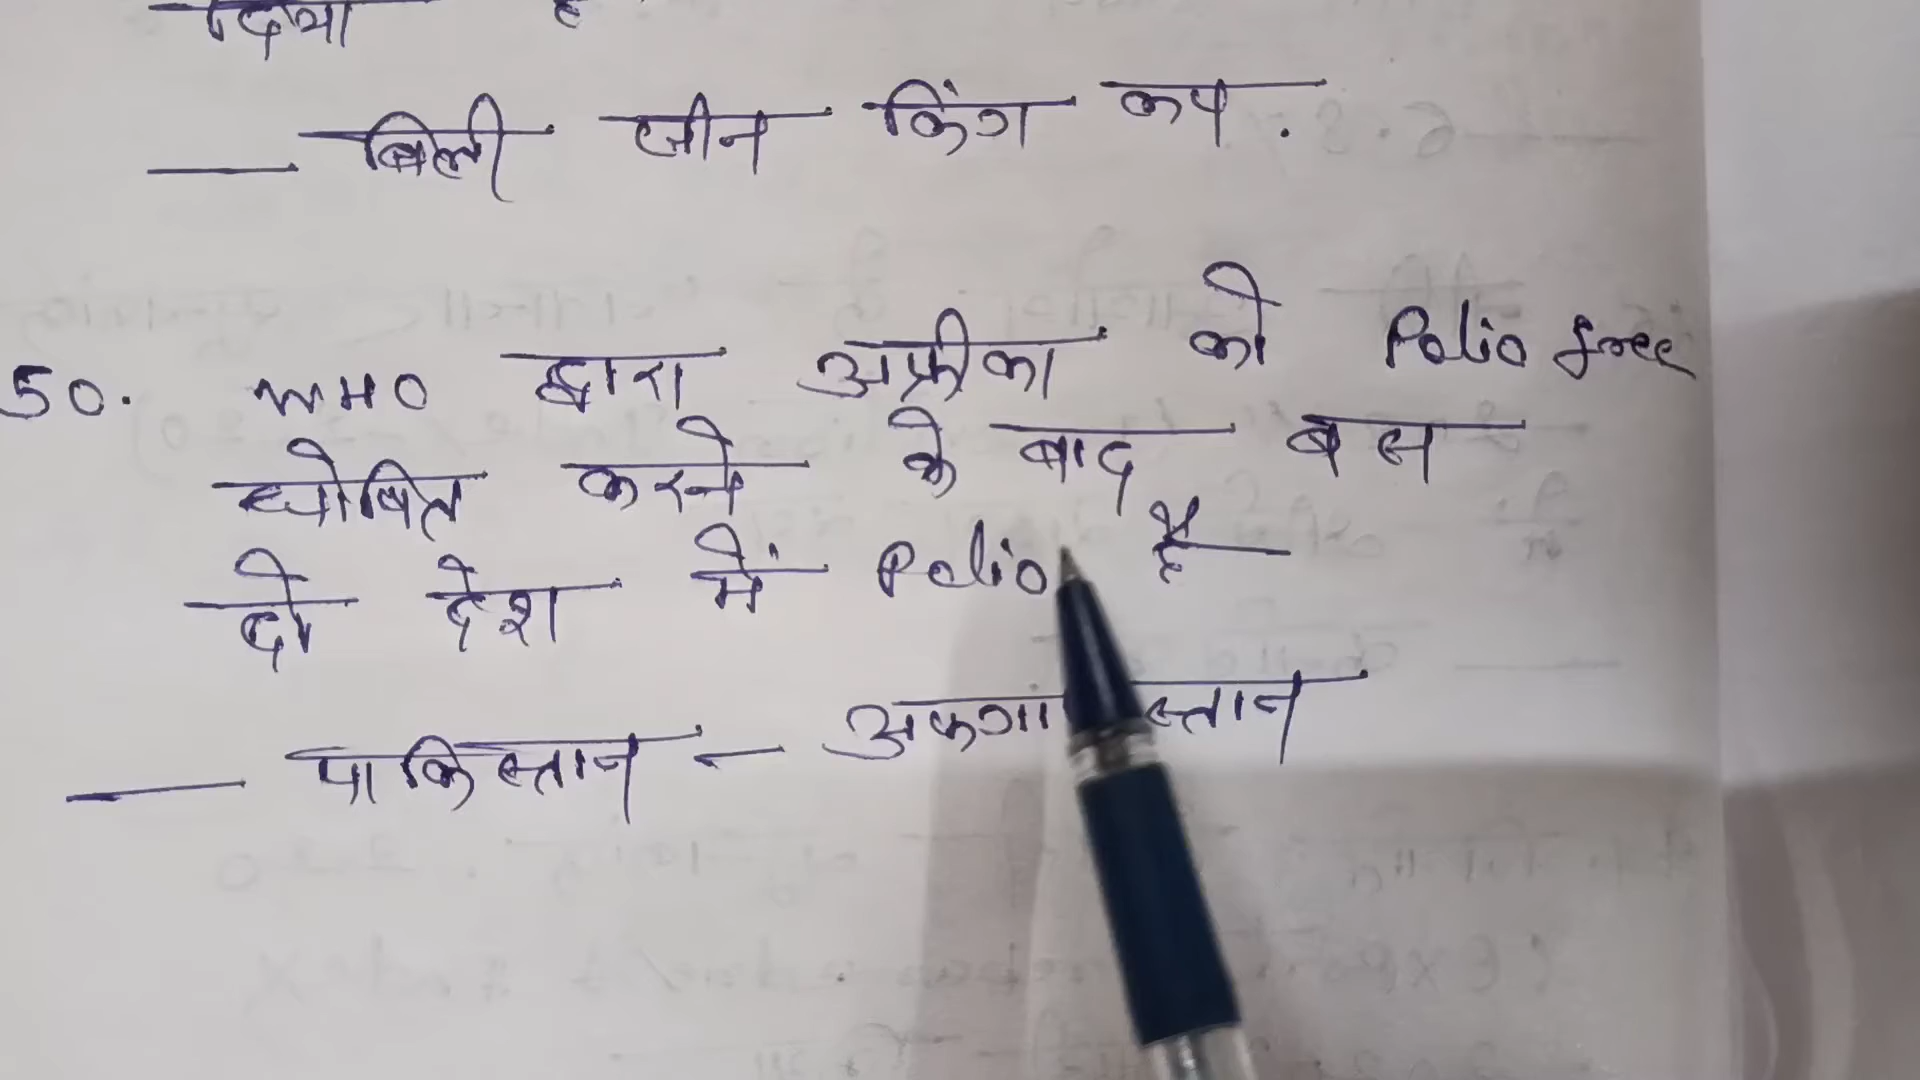 दिया
— बिली जीन किंग कप .
50. WHO द्वारा अफ्रीका को Polio free
घोषित करने के बाद बस
दो देश में Polio है
— पाकिस्तान – अफगा स्तान